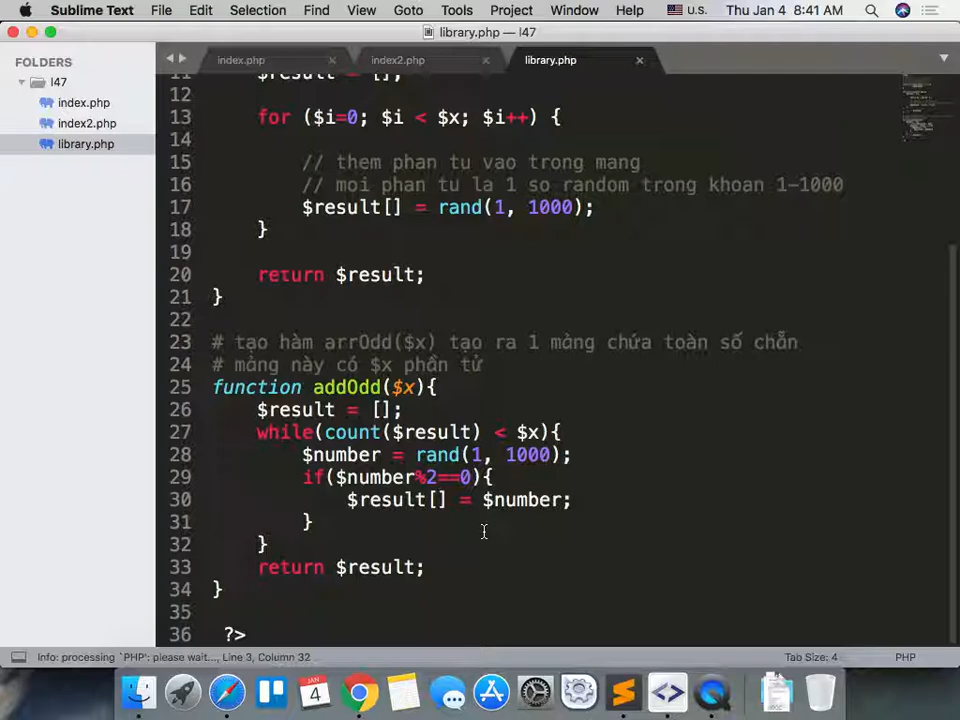 Sublime Text File Edit Selection Find View Goto Tools Project Window Help U.S. Thu Jan 4 8:41 AM
library.php — l47
FOLDERS
l47
index.php
index2.php
library.php
index.php index2.php library.php
11 $result = [];
12
13 for ($i=0; $i < $x; $i++) {
14
15 // them phan tu vao trong mang
16 // moi phan tu la 1 so random trong khoan 1-1000
17 $result[] = rand(1, 1000);
18 }
19
20 return $result;
21 }
22
23 # tạo hàm arrOdd($x) tạo ra 1 mảng chứa toàn số chẵn
24 # mảng này có $x phần tử
25 function addOdd($x){
26 $result = [];
27 while(count($result) < $x){
28 $number = rand(1, 1000);
29 if($number%2==0){
30 $result[] = $number;
31 }
32 }
33 return $result;
34 }
35
36 ?>
Info: processing `PHP': please wait..., Line 3, Column 32 Tab Size: 4 PHP
JAN
4